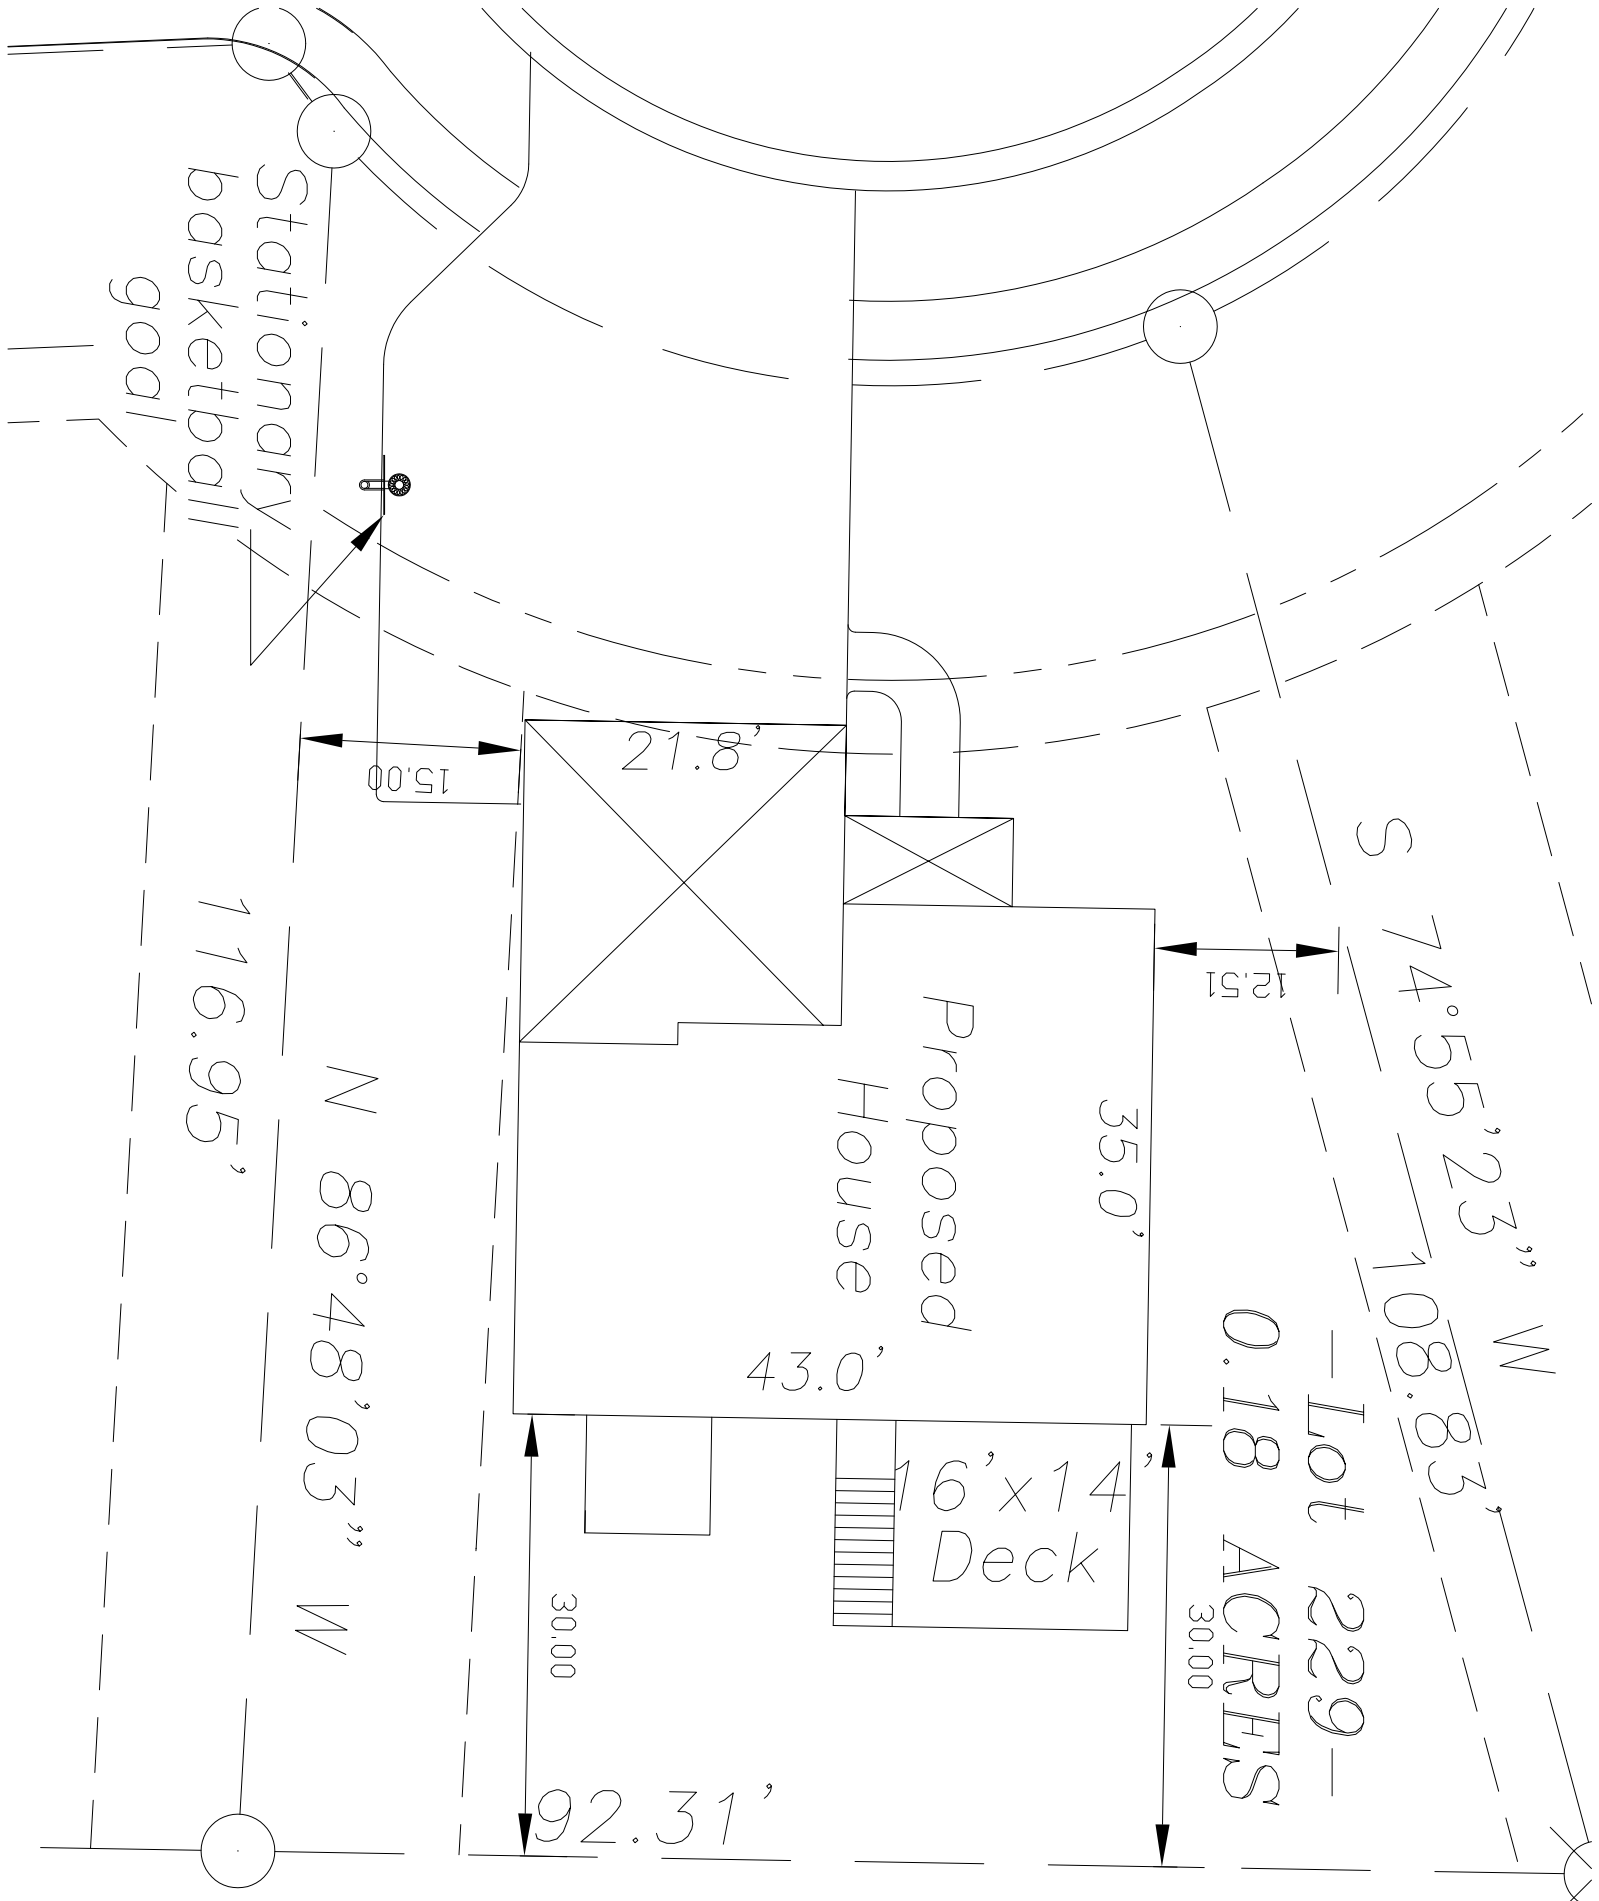 Stationary
basketball
goal
21.8'
15.00
12.51
S 74°55'23" W
108.83'
116.95'
N 86°48'03" W
Proposed
House
35.0'
43.0'
-Lot 229-
0.18 ACRES
16'x14'
Deck
30.00
30.00
92.31'